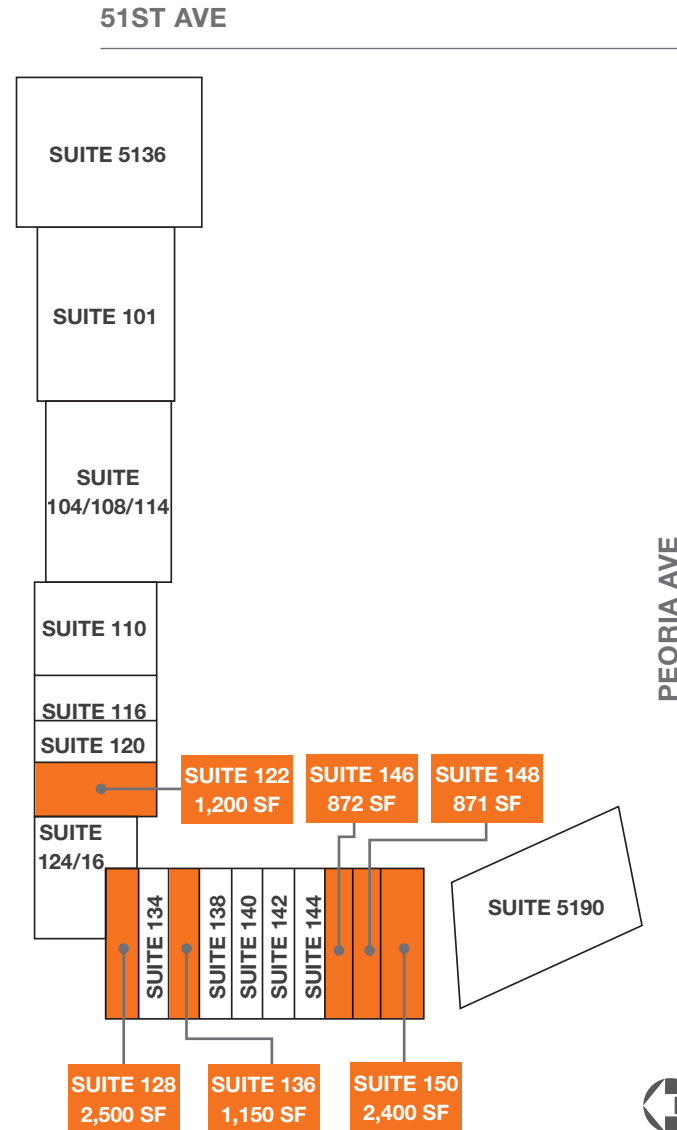 51ST AVE
SUITE 5136
SUITE 101
SUITE
104/108/114
PEORIA AVE
SUITE 110
SUITE 116
SUITE 120
SUITE 122
1,200 SF
SUITE 146
872 SF
SUITE 148
871 SF
SUITE
124/16
SUITE 134
SUITE 138
SUITE 140
SUITE 142
SUITE 144
SUITE 5190
SUITE 128
2,500 SF
SUITE 136
1,150 SF
SUITE 150
2,400 SF